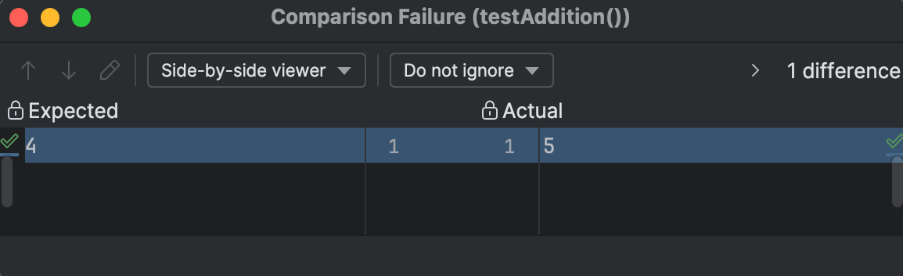 Comparison Failure (testAddition())
Side-by-side viewer Do not ignore 1 difference
Expected Actual
4 1 1 5